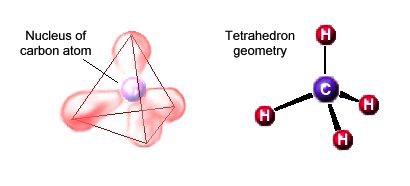 Nucleus of
carbon atom
Tetrahedron
geometry
H
C
H
H
H